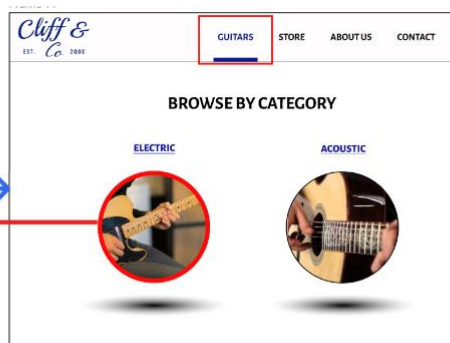 Cliff &
EST. Co. 2005
GUITARS STORE ABOUT US CONTACT
BROWSE BY CATEGORY
ELECTRIC ACOUSTIC